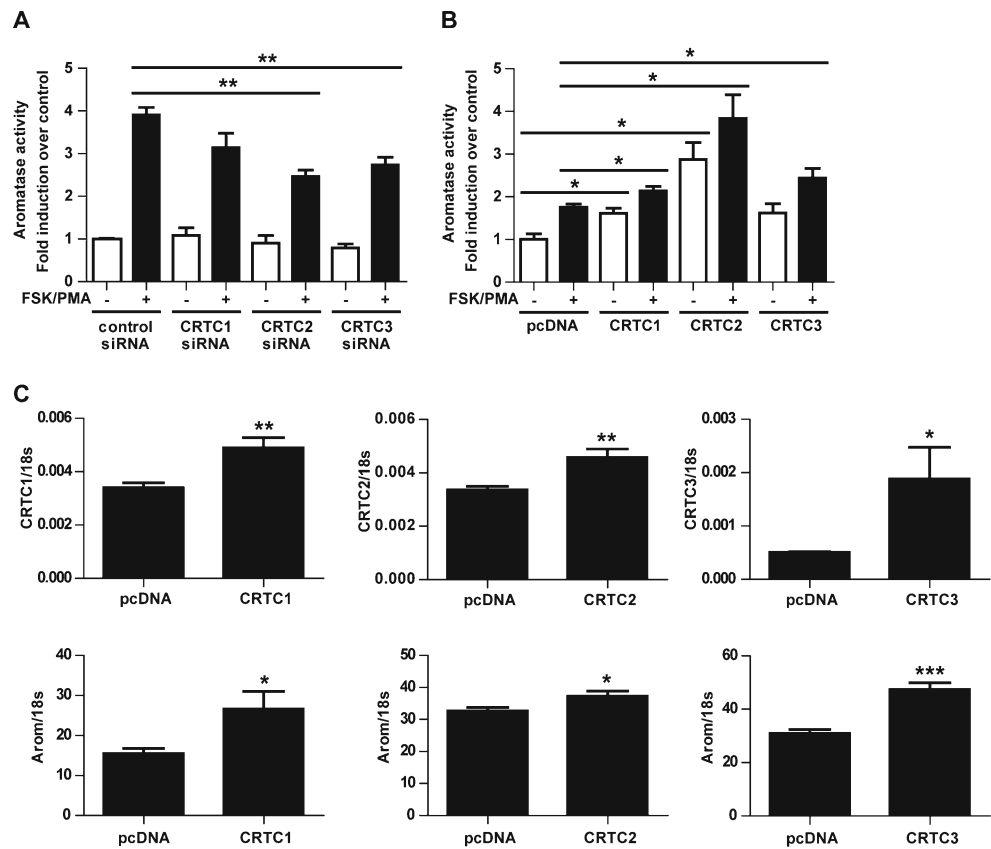 A
B
**
**
Aromatase activity
Fold induction over control
5
4
3
2
1
0
FSK/PMA
- + - + - + - +
control siRNA
CRTC1 siRNA
CRTC2 siRNA
CRTC3 siRNA
*
*
*
*
*
Aromatase activity
Fold induction over control
5
4
3
2
1
0
FSK/PMA
- + - + - + - +
pcDNA CRTC1 CRTC2 CRTC3
C
CRTC1/18s
0.006
0.004
0.002
0.000
**
pcDNA CRTC1
CRTC2/18s
0.006
0.004
0.002
0.000
**
pcDNA CRTC2
CRTC3/18s
0.003
0.002
0.001
0.000
*
pcDNA CRTC3
Arom/18s
40
30
20
10
0
*
pcDNA CRTC1
Arom/18s
50
40
30
20
10
0
*
pcDNA CRTC2
Arom/18s
60
40
20
0
***
pcDNA CRTC3